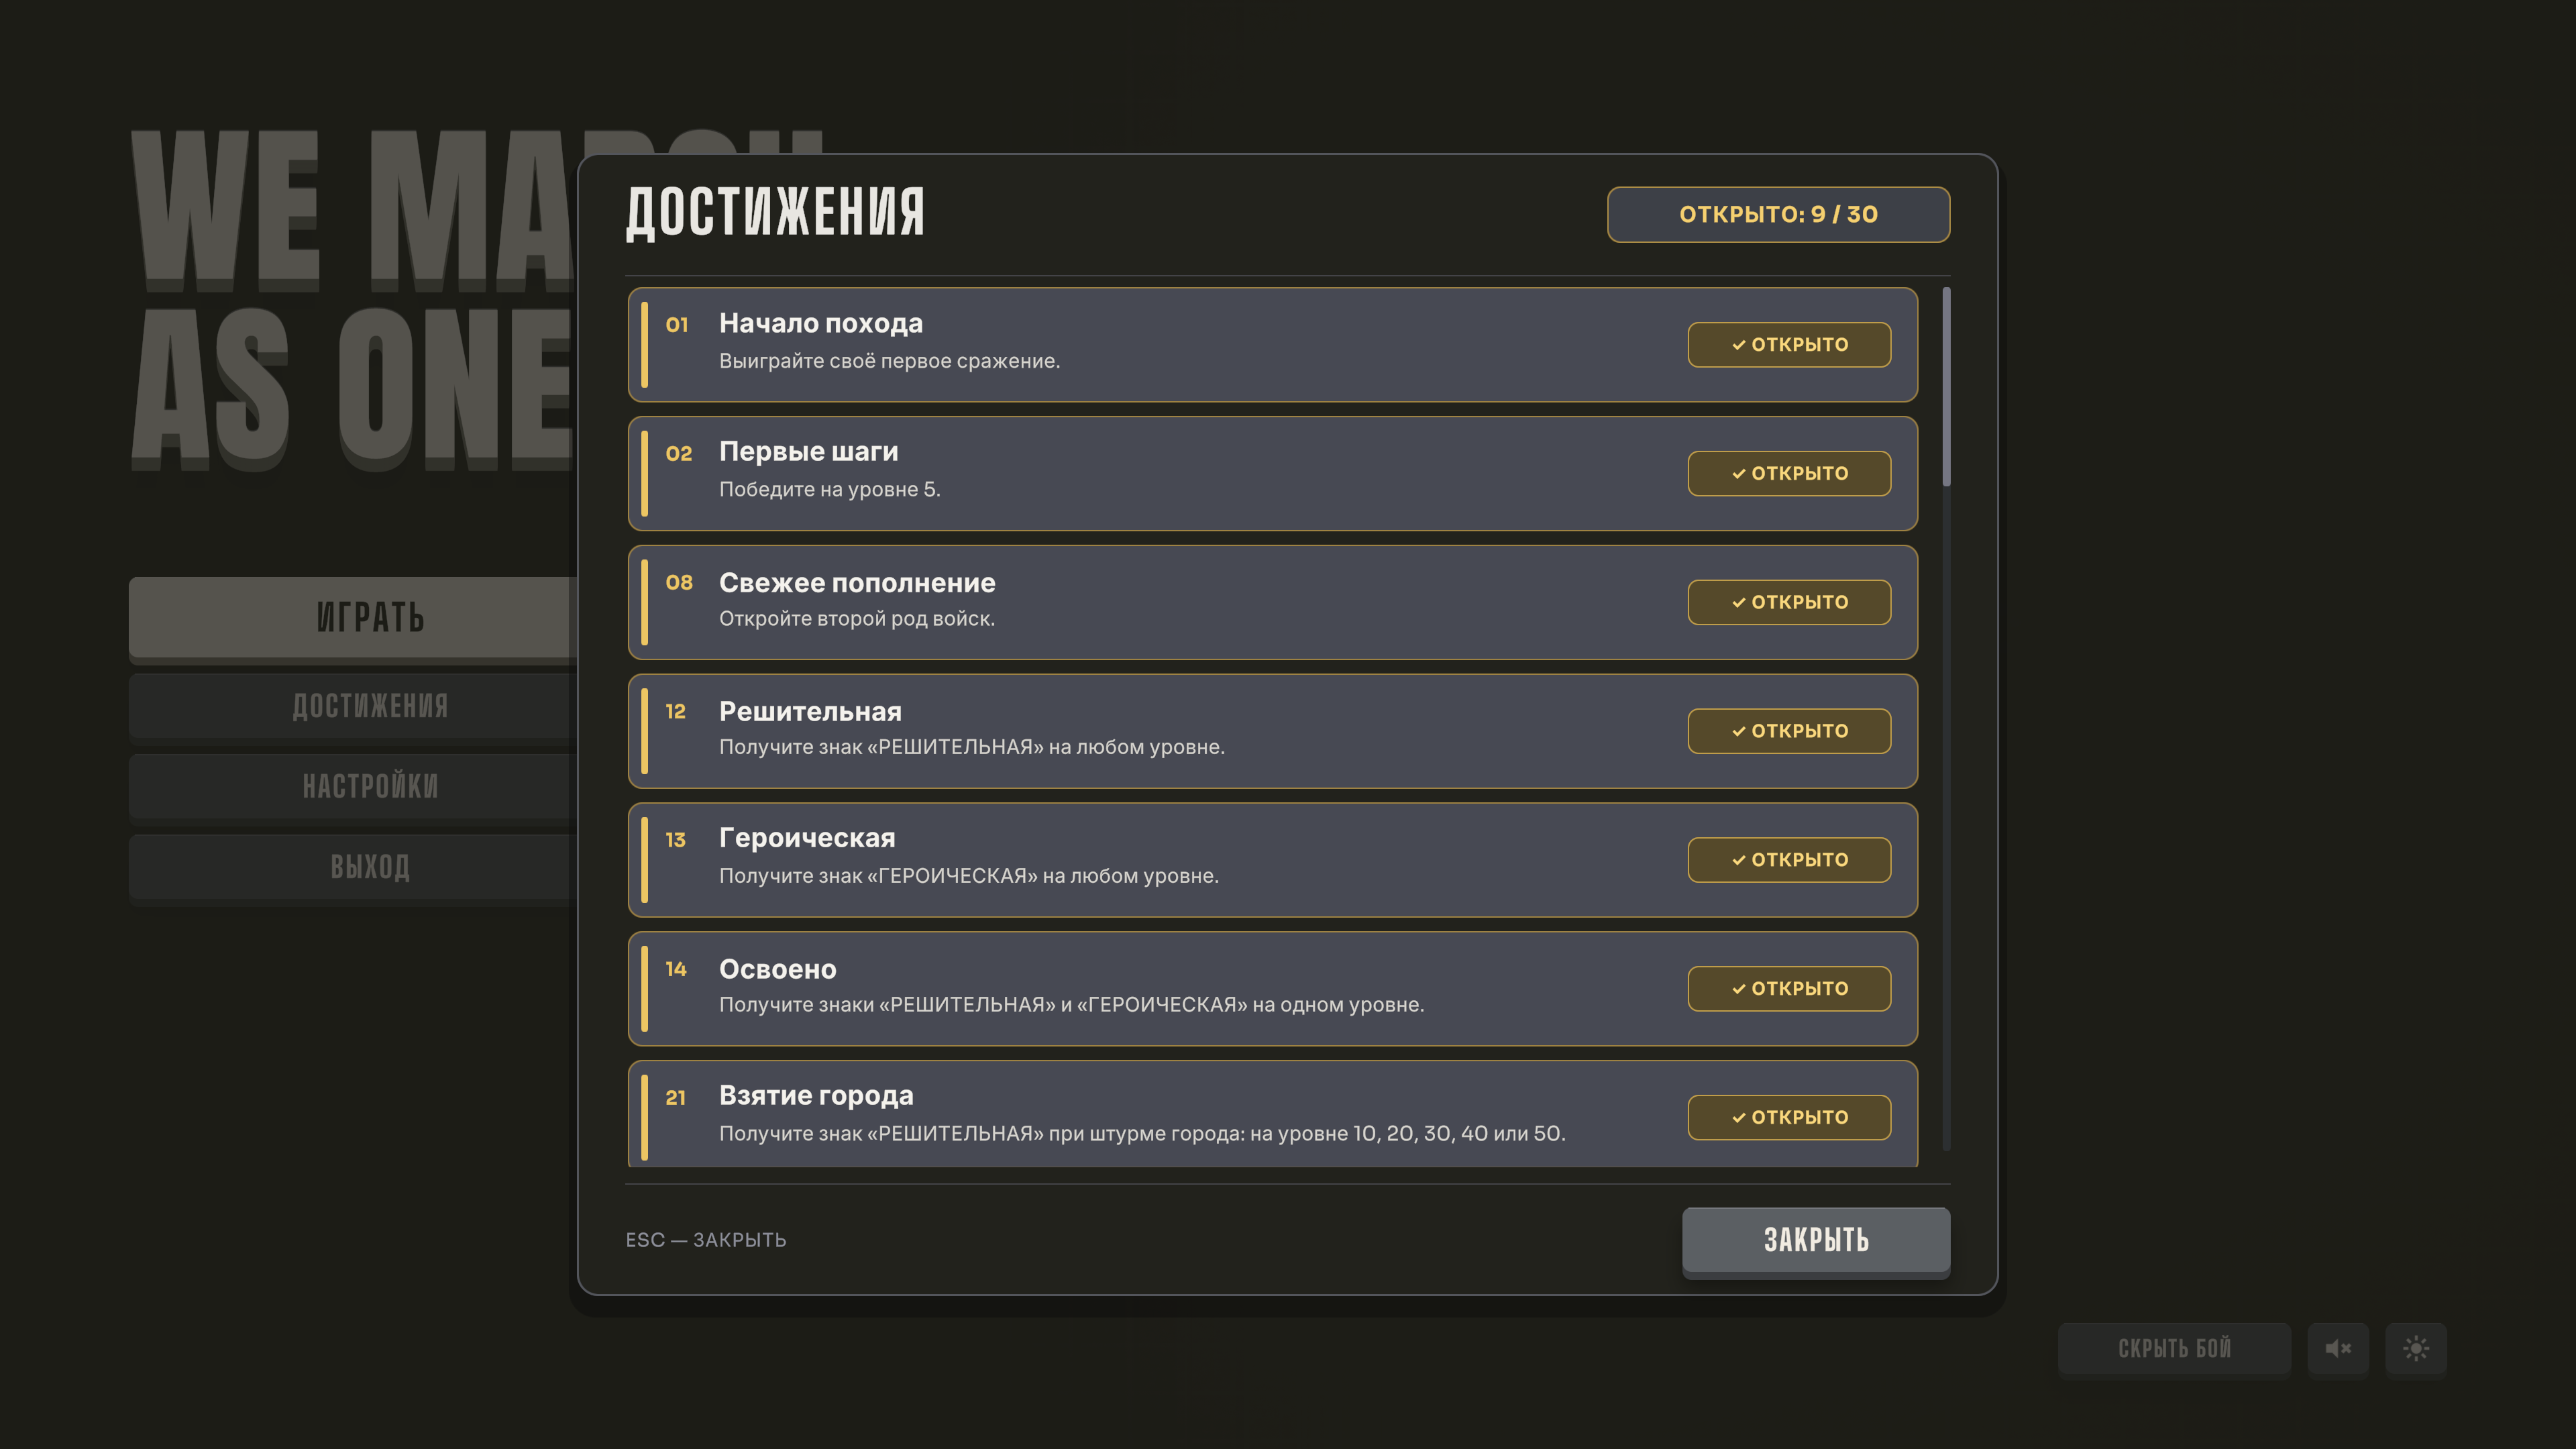 WE MARCH
AS ONE
ИГРАТЬ
ДОСТИЖЕНИЯ
НАСТРОЙКИ
ВЫХОД
ДОСТИЖЕНИЯ
ОТКРЫТО: 9 / 30
01 Начало похода
Выиграйте своё первое сражение.
✓ ОТКРЫТО
02 Первые шаги
Победите на уровне 5.
✓ ОТКРЫТО
08 Свежее пополнение
Откройте второй род войск.
✓ ОТКРЫТО
12 Решительная
Получите знак «РЕШИТЕЛЬНАЯ» на любом уровне.
✓ ОТКРЫТО
13 Героическая
Получите знак «ГЕРОИЧЕСКАЯ» на любом уровне.
✓ ОТКРЫТО
14 Освоено
Получите знаки «РЕШИТЕЛЬНАЯ» и «ГЕРОИЧЕСКАЯ» на одном уровне.
✓ ОТКРЫТО
21 Взятие города
Получите знак «РЕШИТЕЛЬНАЯ» при штурме города: на уровне 10, 20, 30, 40 или 50.
✓ ОТКРЫТО
ESC — ЗАКРЫТЬ
ЗАКРЫТЬ
СКРЫТЬ БОЙ